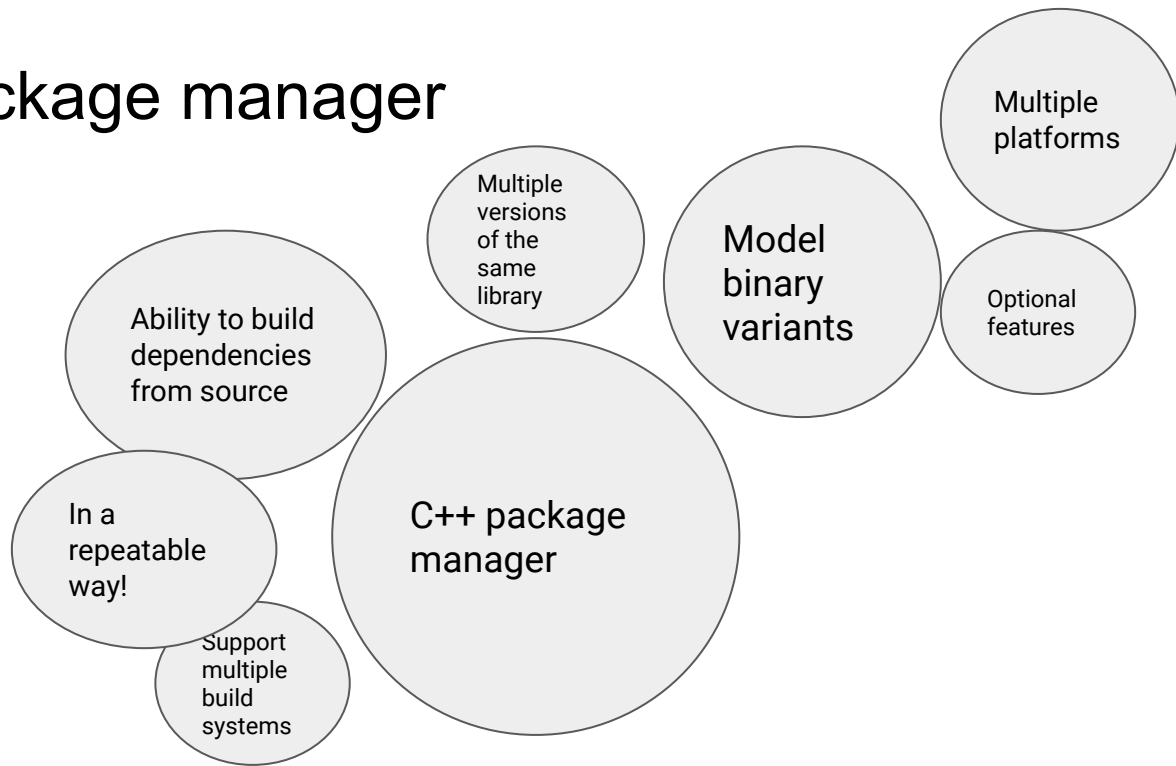 ckage manager
Multiple
platforms
Multiple
versions
of the
same
library
Model
binary
variants
Optional
features
Ability to build
dependencies
from source
C++ package
manager
In a
repeatable
way!
Support
multiple
build
systems